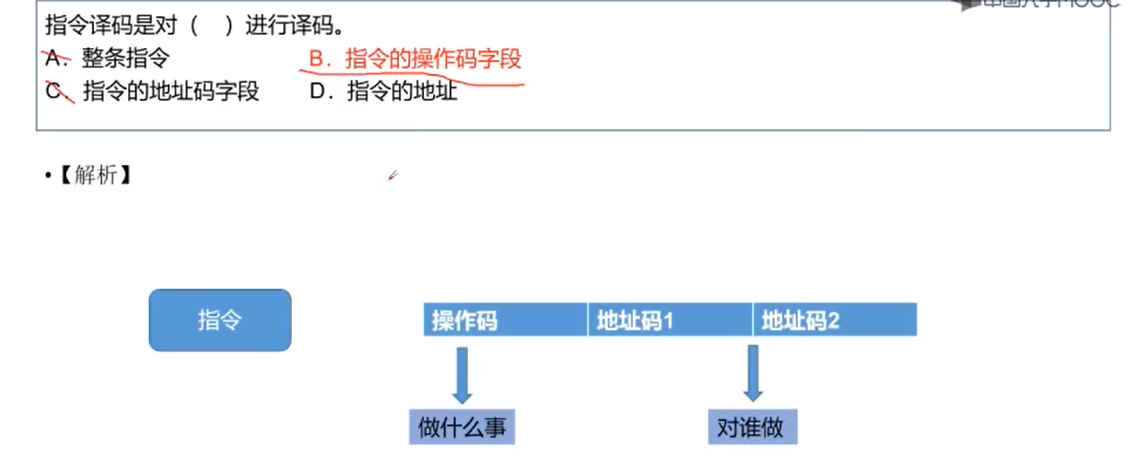 指令译码是对（ ）进行译码。
A．整条指令 B．指令的操作码字段
C．指令的地址码字段 D．指令的地址
•【解析】
指令 操作码 地址码1 地址码2
做什么事 对谁做